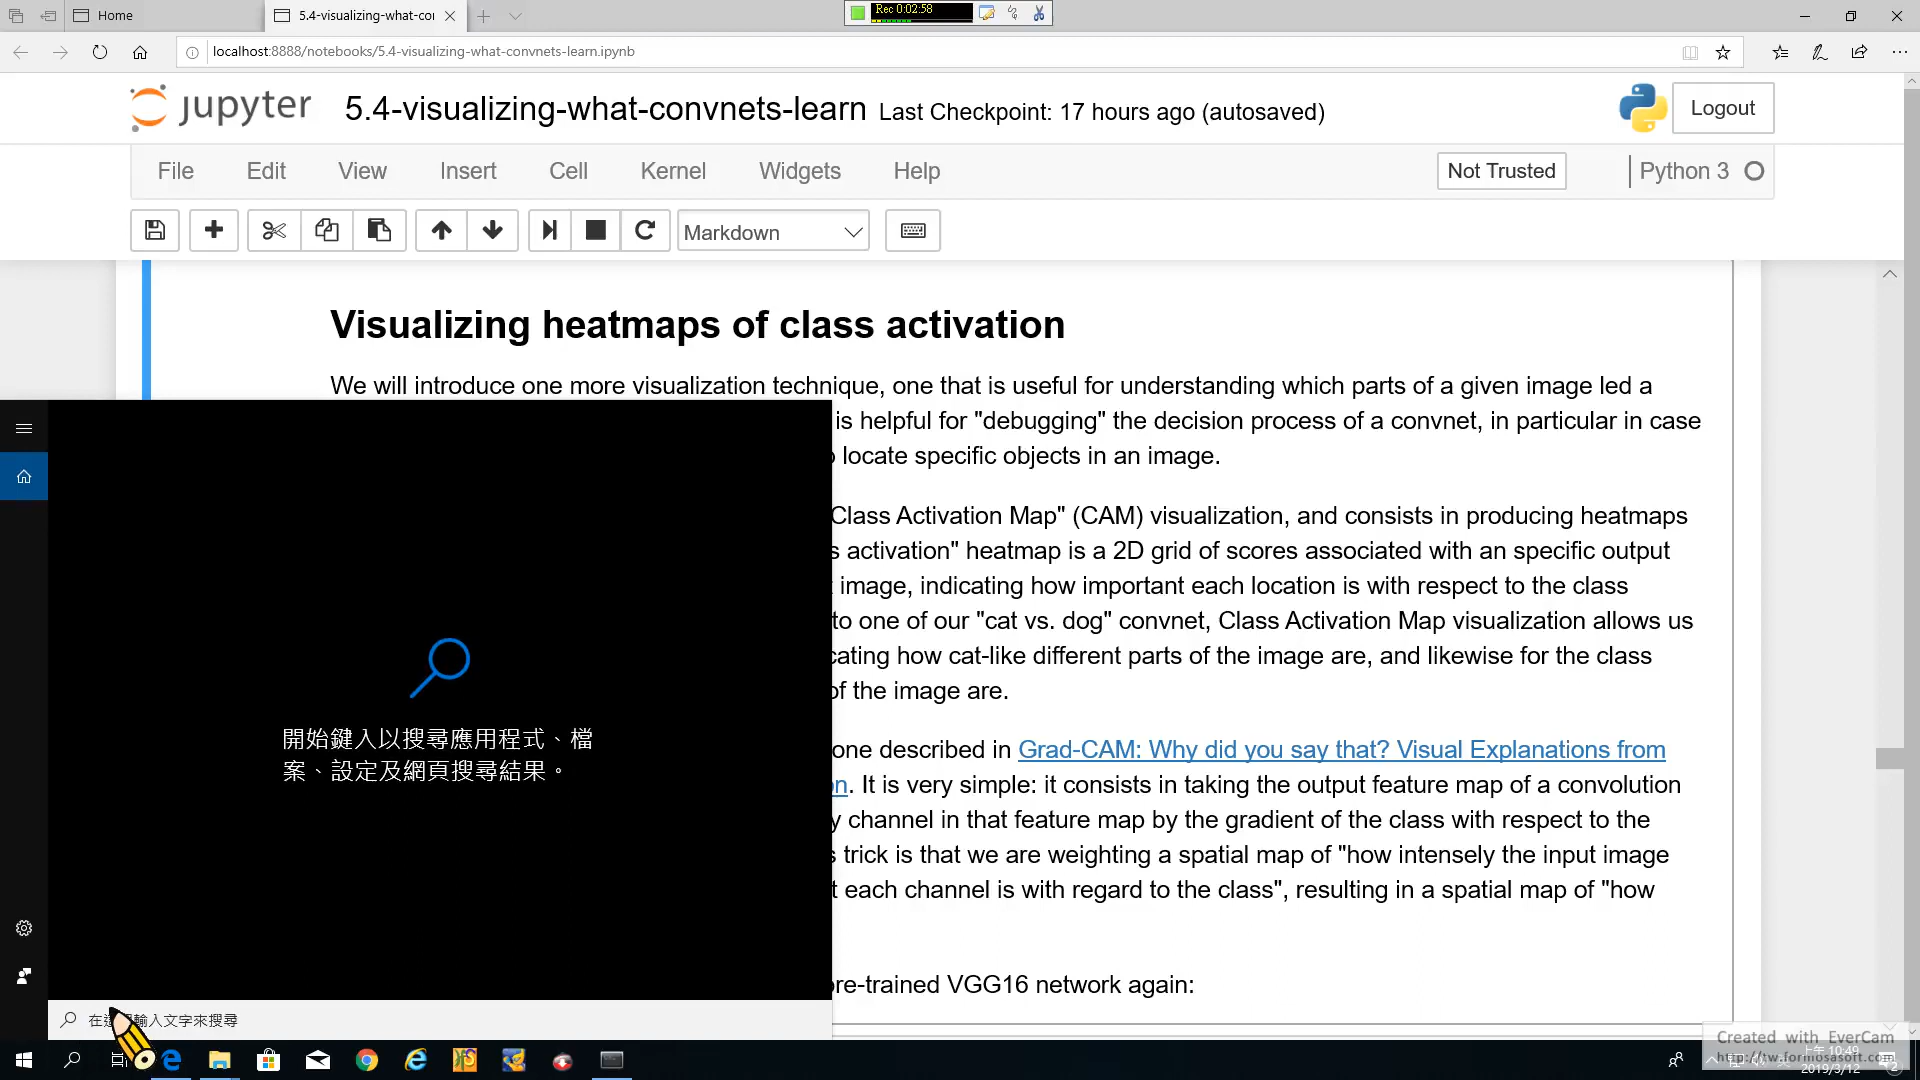 Home
5.4-visualizing-what-cor
Rec 0:02:58
localhost:8888/notebooks/5.4-visualizing-what-convnets-learn.ipynb
jupyter 5.4-visualizing-what-convnets-learn Last Checkpoint: 17 hours ago (autosaved)
Logout
File Edit View Insert Cell Kernel Widgets Help
Not Trusted
Python 3
Markdown
Visualizing heatmaps of class activation
We will introduce one more visualization technique, one that is useful for understanding which parts of a given image led a
is helpful for "debugging" the decision process of a convnet, in particular in case
locate specific objects in an image.
Class Activation Map" (CAM) visualization, and consists in producing heatmaps
s activation" heatmap is a 2D grid of scores associated with an specific output
image, indicating how important each location is with respect to the class
to one of our "cat vs. dog" convnet, Class Activation Map visualization allows us
cating how cat-like different parts of the image are, and likewise for the class
of the image are.
one described in Grad-CAM: Why did you say that? Visual Explanations from
n. It is very simple: it consists in taking the output feature map of a convolution
y channel in that feature map by the gradient of the class with respect to the
s trick is that we are weighting a spatial map of "how intensely the input image
t each channel is with regard to the class", resulting in a spatial map of "how
re-trained VGG16 network again:
開始鍵入以搜尋應用程式、檔
案、設定及網頁搜尋結果。
在這輸入文字來搜尋
Created with EverCam
http://tw.formosasoft.com
上午 10:49
2019/3/12